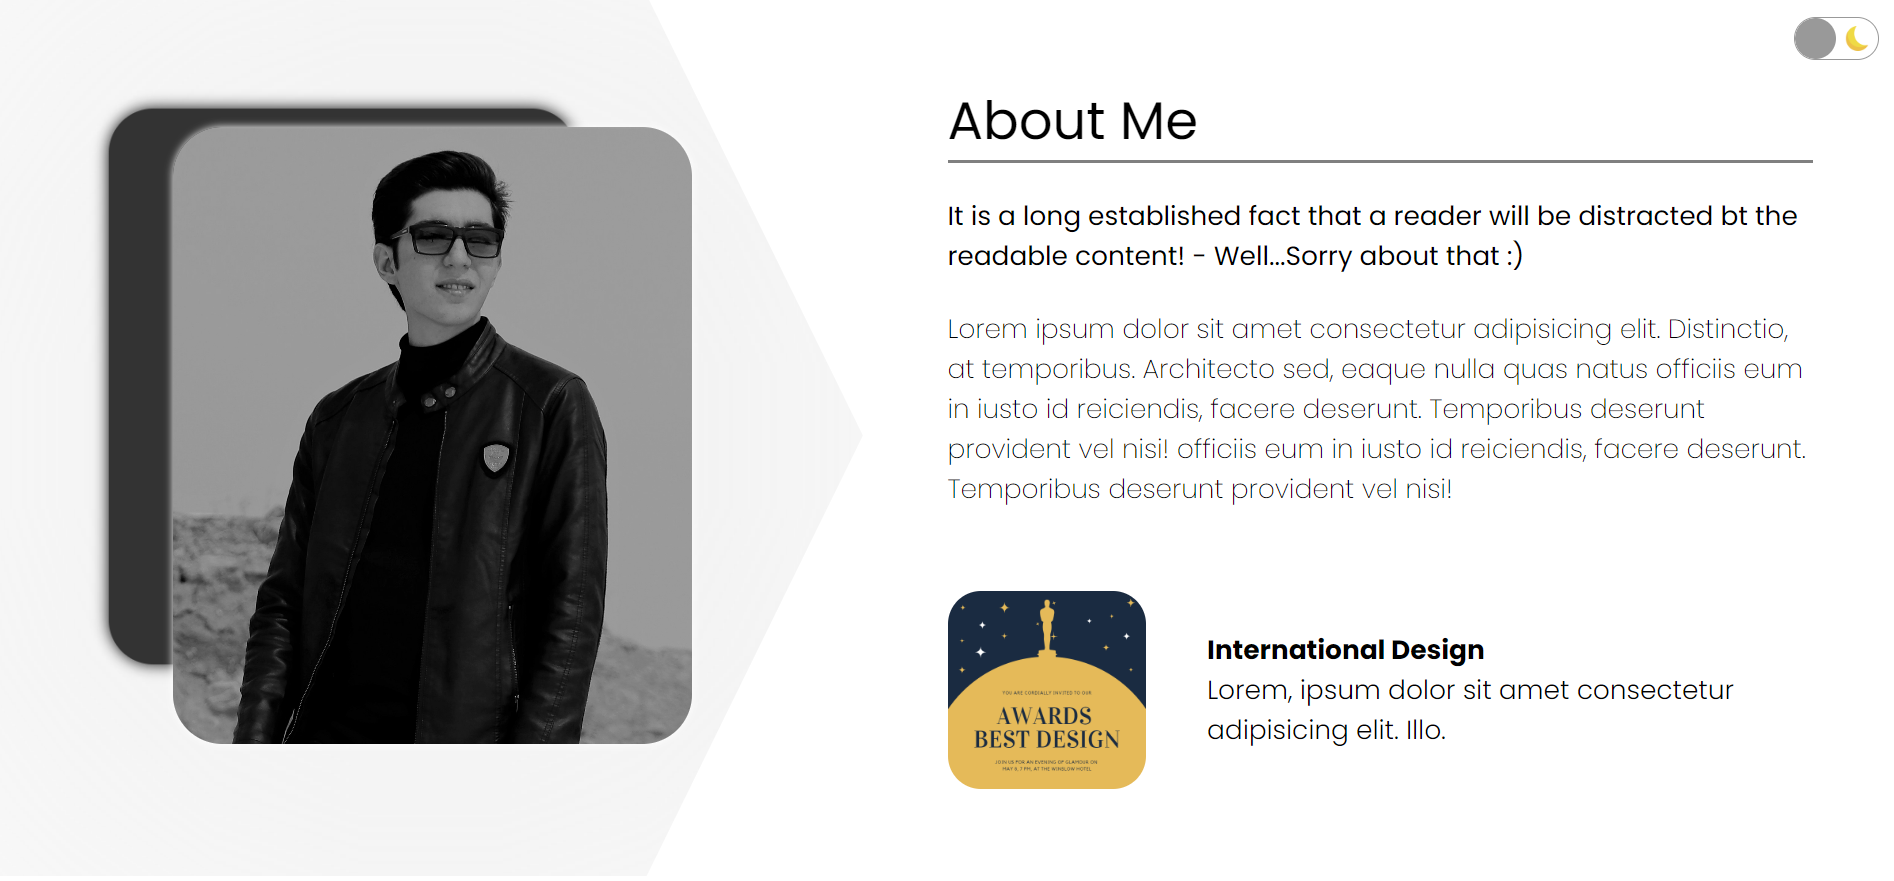 About Me
It is a long established fact that a reader will be distracted bt the
readable content! - Well...Sorry about that :)
Lorem ipsum dolor sit amet consectetur adipisicing elit. Distinctio,
at temporibus. Architecto sed, eaque nulla quas natus officiis eum
in iusto id reiciendis, facere deserunt. Temporibus deserunt
provident vel nisi! officiis eum in iusto id reiciendis, facere deserunt.
Temporibus deserunt provident vel nisi!
YOU ARE CORDIALLY INVITED TO OUR
AWARDS
BEST DESIGN
JOIN US FOR AN EVENING OF GLAMOUR ON
MAY 9, 7 PM, AT THE WINSLOW HOTEL
International Design
Lorem, ipsum dolor sit amet consectetur
adipisicing elit. Illo.